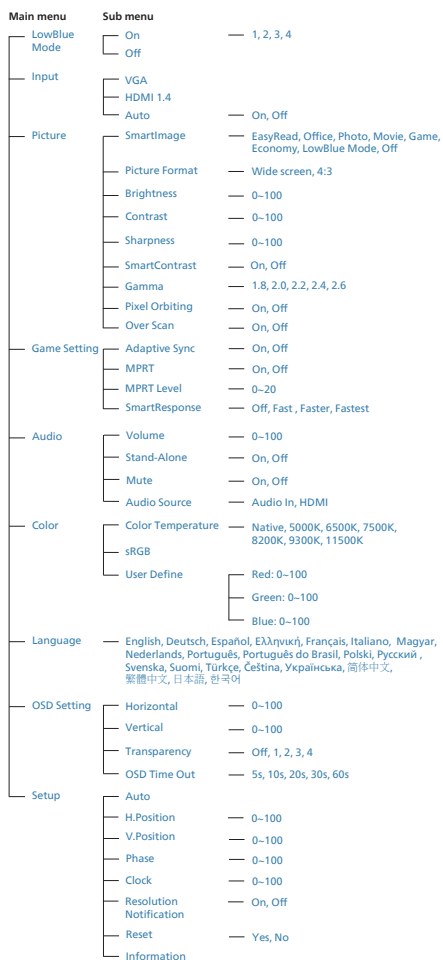 Main menu Sub menu
LowBlue Mode On 1, 2, 3, 4
Off
Input VGA
HDMI 1.4
Auto On, Off
Picture SmartImage EasyRead, Office, Photo, Movie, Game,
Economy, LowBlue Mode, Off
Picture Format Wide screen, 4:3
Brightness 0~100
Contrast 0~100
Sharpness 0~100
SmartContrast On, Off
Gamma 1.8, 2.0, 2.2, 2.4, 2.6
Pixel Orbiting On, Off
Over Scan On, Off
Game Setting Adaptive Sync On, Off
MPRT On, Off
MPRT Level 0~20
SmartResponse Off, Fast , Faster, Fastest
Audio Volume 0~100
Stand-Alone On, Off
Mute On, Off
Audio Source Audio In, HDMI
Color Color Temperature Native, 5000K, 6500K, 7500K,
8200K, 9300K, 11500K
sRGB
User Define Red: 0~100
Green: 0~100
Blue: 0~100
Language English, Deutsch, Español, Ελληνική, Français, Italiano, Magyar,
Nederlands, Português, Português do Brasil, Polski, Русский ,
Svenska, Suomi, Türkçe, Čeština, Українська, 简体中文,
繁體中文, 日本語, 한국어
OSD Setting Horizontal 0~100
Vertical 0~100
Transparency Off, 1, 2, 3, 4
OSD Time Out 5s, 10s, 20s, 30s, 60s
Setup Auto
H.Position 0~100
V.Position 0~100
Phase 0~100
Clock 0~100
Resolution On, Off
Notification
Reset Yes, No
Information